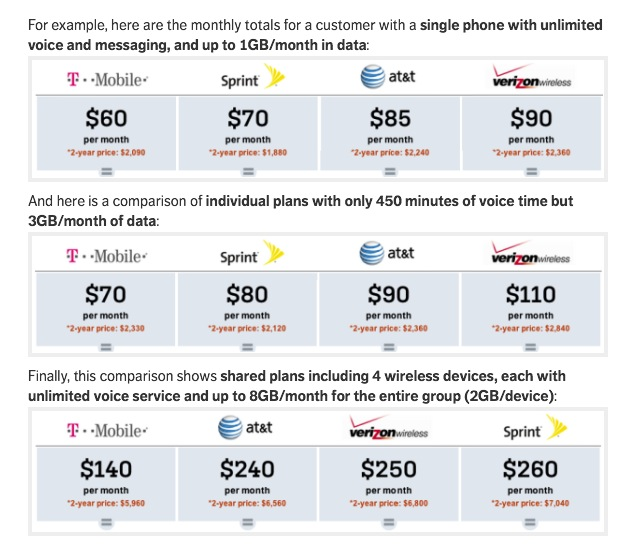 For example, here are the monthly totals for a customer with a single phone with unlimited
voice and messaging, and up to 1GB/month in data:
T··Mobile· Sprint at&t verizonwireless
$60 $70 $85 $90
per month per month per month per month
*2-year price: $2,090 *2-year price: $1,880 *2-year price: $2,240 *2-year price: $2,360
= = = =
And here is a comparison of individual plans with only 450 minutes of voice time but
3GB/month of data:
T··Mobile· Sprint at&t verizonwireless
$70 $80 $90 $110
per month per month per month per month
*2-year price: $2,330 *2-year price: $2,120 *2-year price: $2,360 *2-year price: $2,840
= = = =
Finally, this comparison shows shared plans including 4 wireless devices, each with
unlimited voice service and up to 8GB/month for the entire group (2GB/device):
T··Mobile· at&t verizonwireless Sprint
$140 $240 $250 $260
per month per month per month per month
*2-year price: $5,960 *2-year price: $6,560 *2-year price: $6,800 *2-year price: $7,040
= = = =